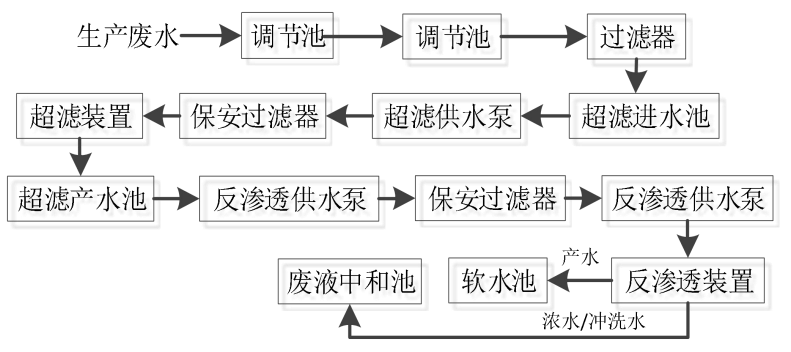 生产废水 调节池 调节池 过滤器
超滤装置 保安过滤器 超滤供水泵 超滤进水池
超滤产水池 反渗透供水泵 保安过滤器 反渗透供水泵
产水
废液中和池 软水池 反渗透装置
浓水/冲洗水